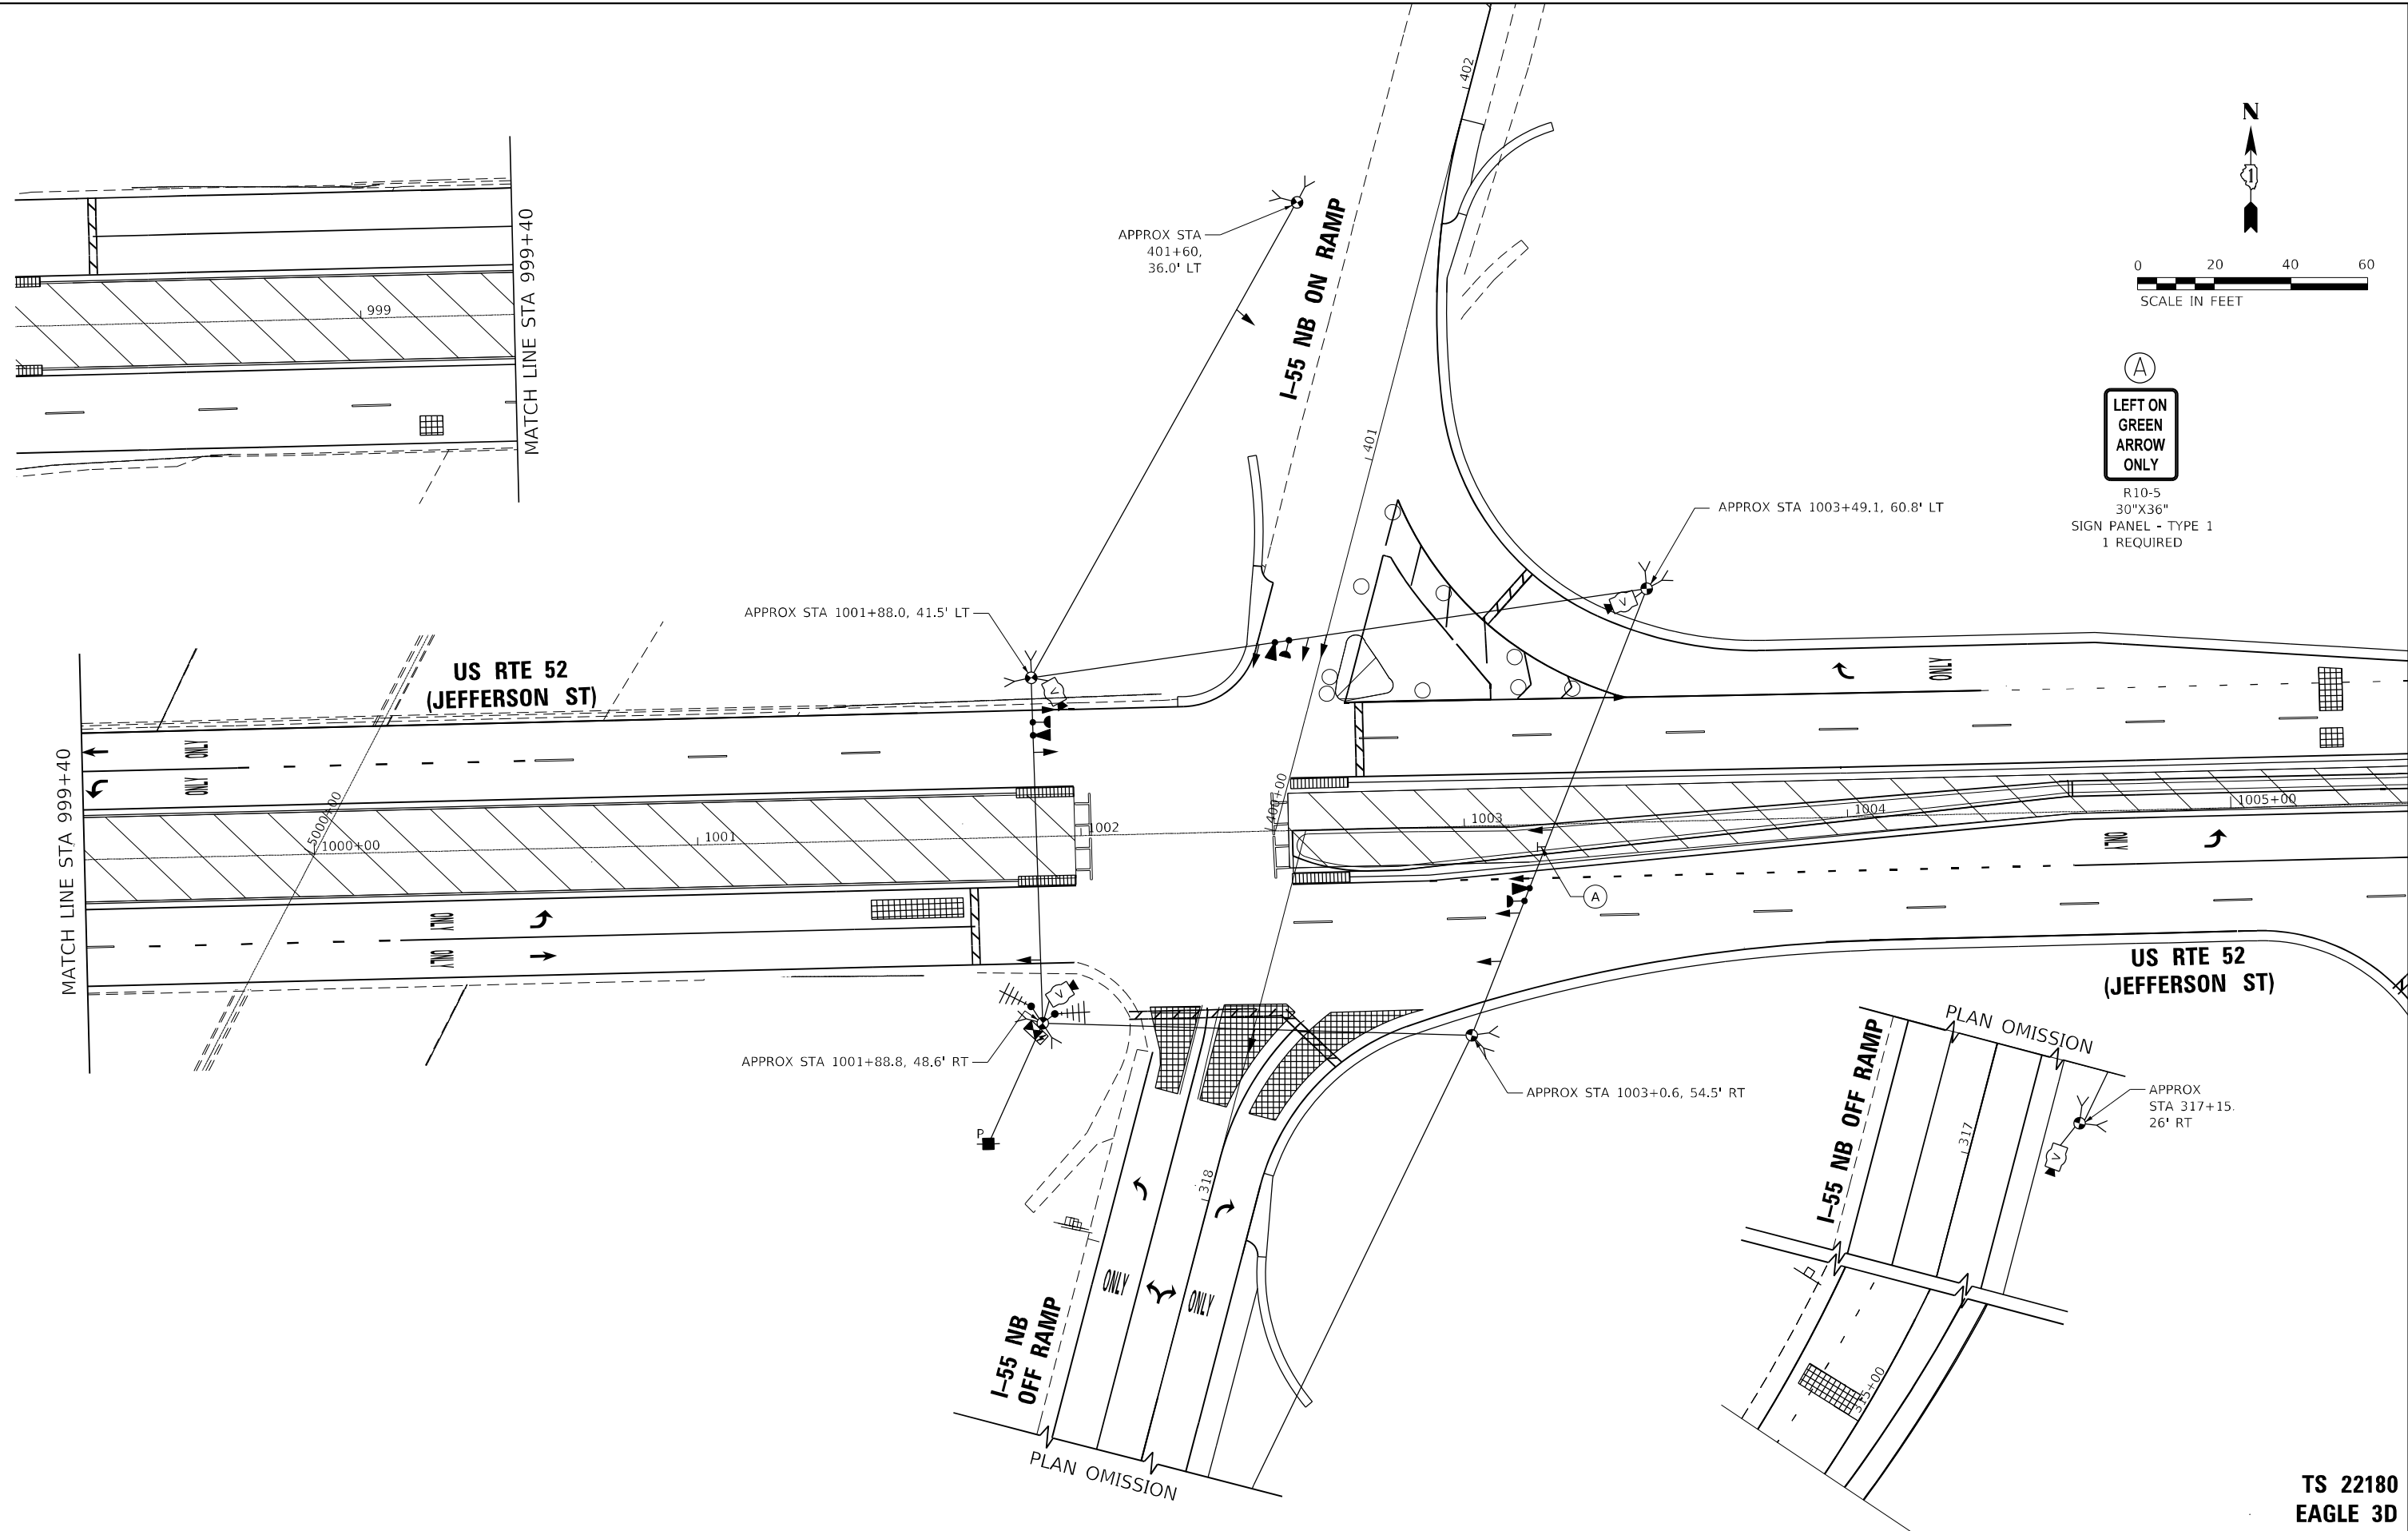 402
N
1
0 20 40 60
SCALE IN FEET
A
LEFT ON
GREEN
ARROW
ONLY
R10-5
30"X36"
SIGN PANEL - TYPE 1
1 REQUIRED
APPROX STA
401+60,
36.0' LT
I-55 NB ON RAMP
999
MATCH LINE STA 999+40
401
APPROX STA 1003+49.1, 60.8' LT
APPROX STA 1001+88.0, 41.5' LT
V
V
US RTE 52
(JEFFERSON ST)
MATCH LINE STA 999+40
ONLY
ONLY
ONLY
5000+00
1000+00
1001
1002
400+00
1003
1004
1005+00
ONLY
A
ONLY
ONLY
US RTE 52
(JEFFERSON ST)
V
APPROX STA 1001+88.8, 48.6' RT
APPROX STA 1003+0.6, 54.5' RT
P
318
ONLY
ONLY
I-55 NB
OFF RAMP
PLAN OMISSION
PLAN OMISSION
I-55 NB OFF RAMP
317
APPROX
STA 317+15.
26' RT
V
315+00
TS 22180
EAGLE 3D